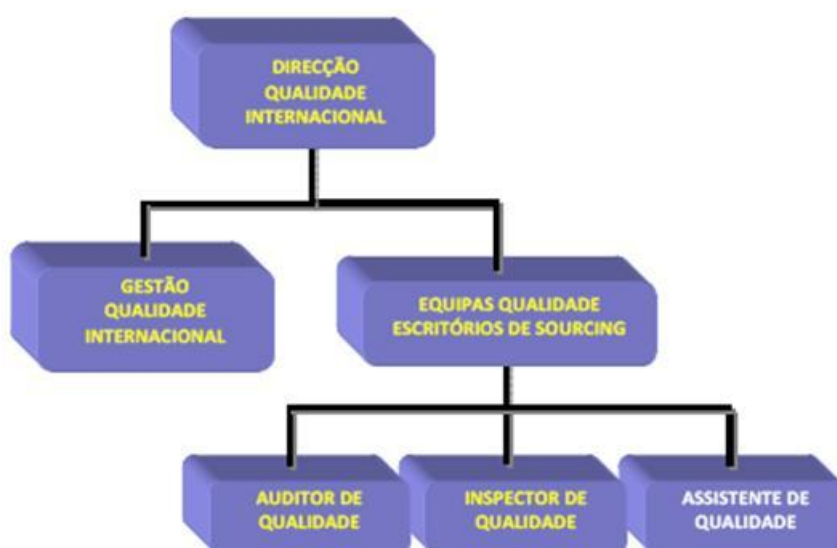 DIRECÇÃO
QUALIDADE
INTERNACIONAL
GESTÃO
QUALIDADE
INTERNACIONAL
EQUIPAS QUALIDADE
ESCRITÓRIOS DE SOURCING
AUDITOR DE
QUALIDADE
INSPECTOR DE
QUALIDADE
ASSISTENTE DE
QUALIDADE